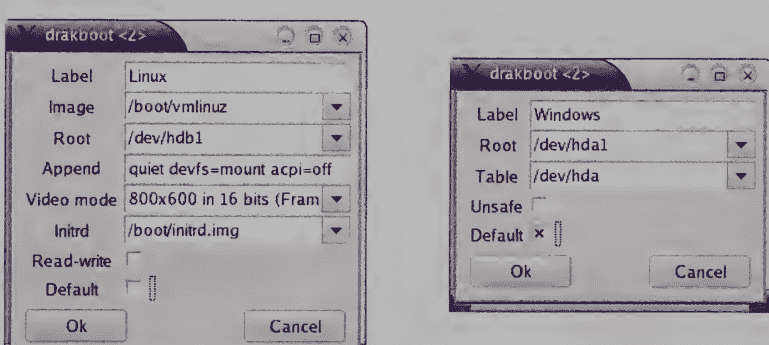 drakboot <2>
Label Linux
Image /boot/vmlinuz
Root /dev/hdb1
Append quiet devfs=mount acpi=off
Video mode 800x600 in 16 bits (Fram
Initrd /boot/initrd.img
Read-write
Default
Ok Cancel
drakboot <2>
Label Windows
Root /dev/hda1
Table /dev/hda
Unsafe
Default
Ok Cancel